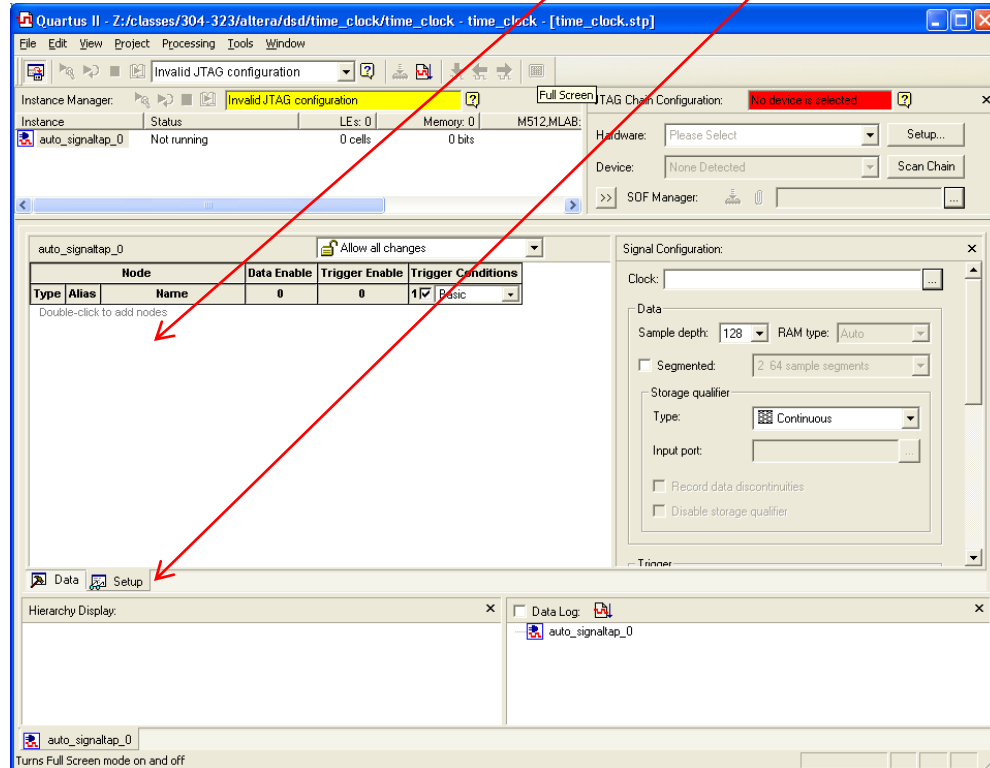 Quartus II - Z:/classes/304-323/altera/dsd/time_clock/time_clock - time_clock - [time_clock.stp]
File Edit View Project Processing Tools Window
Invalid JTAG configuration
Full Screen
Instance Manager: Invalid JTAG configuration
JTAG Chain Configuration: No device is selected
Instance Status LEs: 0 Memory: 0 M512,MLAB:
auto_signaltap_0 Not running 0 cells 0 bits
Hardware: Please Select Setup...
Device: None Detected Scan Chain
>> SOF Manager: ...
auto_signaltap_0 Allow all changes
Node Data Enable Trigger Enable Trigger Conditions
Type Alias Name 0 0 1 Basic
Double-click to add nodes
Signal Configuration:
Clock: ...
Data
Sample depth: 128 RAM type: Auto
Segmented: 2 64 sample segments
Storage qualifier
Type: Continuous
Input port: ...
Record data discontinuities
Disable storage qualifier
Trigger
Data Setup
Hierarchy Display:
Data Log:
auto_signaltap_0
auto_signaltap_0
Turns Full Screen mode on and off